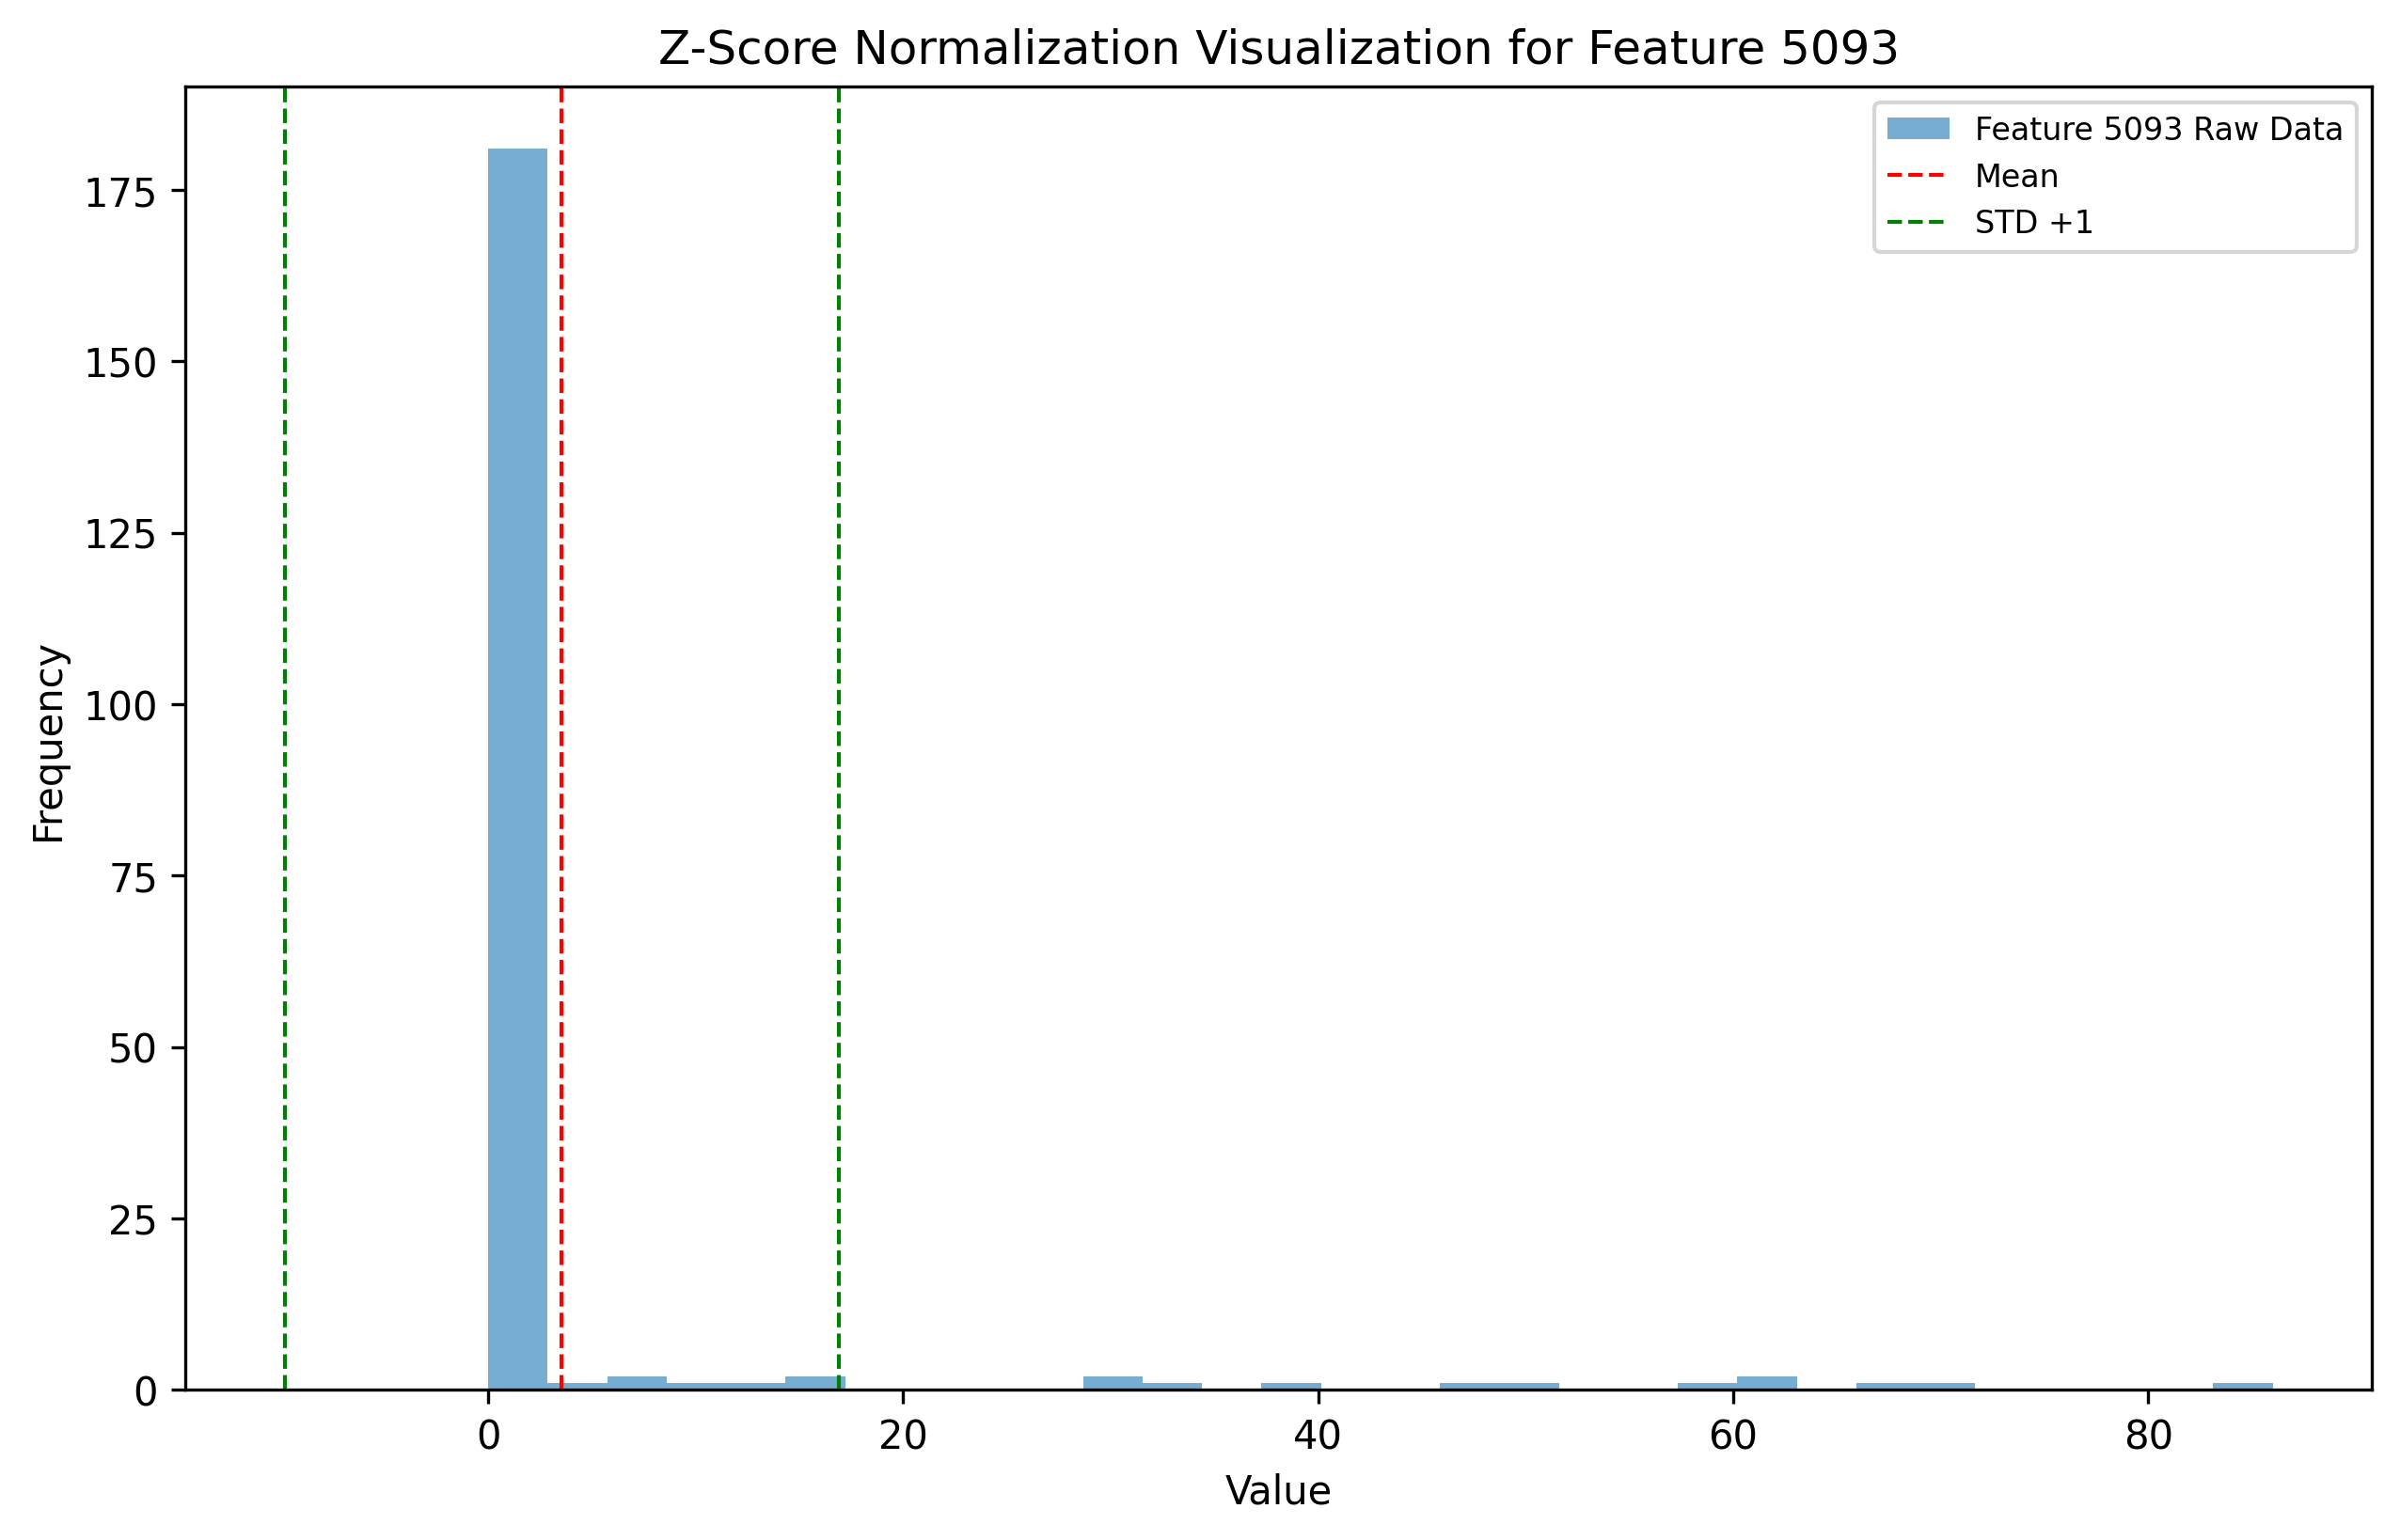 Z-Score Normalization Visualization for Feature 5093
Feature 5093 Raw Data
Mean
STD +1
175
150
125
100
75
50
25
0
Frequency
0 20 40 60 80
Value